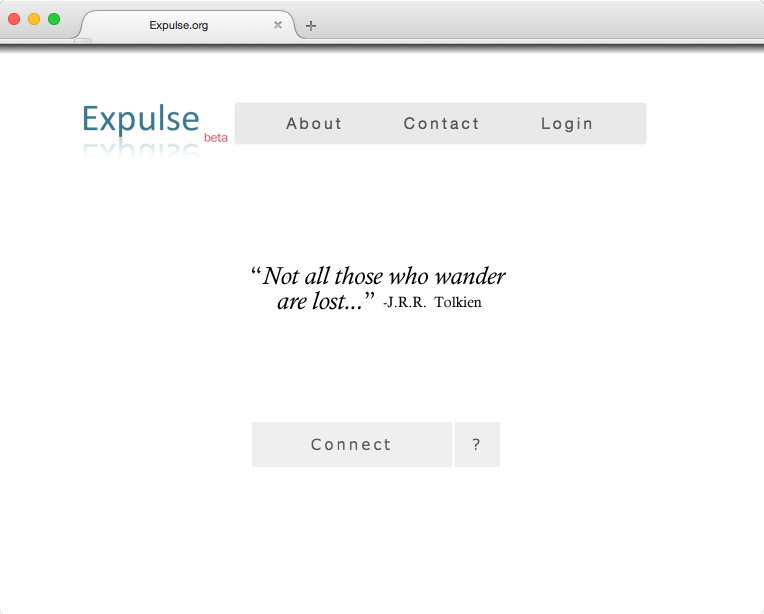 Expulse.org
Expulse beta
About Contact Login
“Not all those who wander
are lost...” -J.R.R. Tolkien
Connect ?